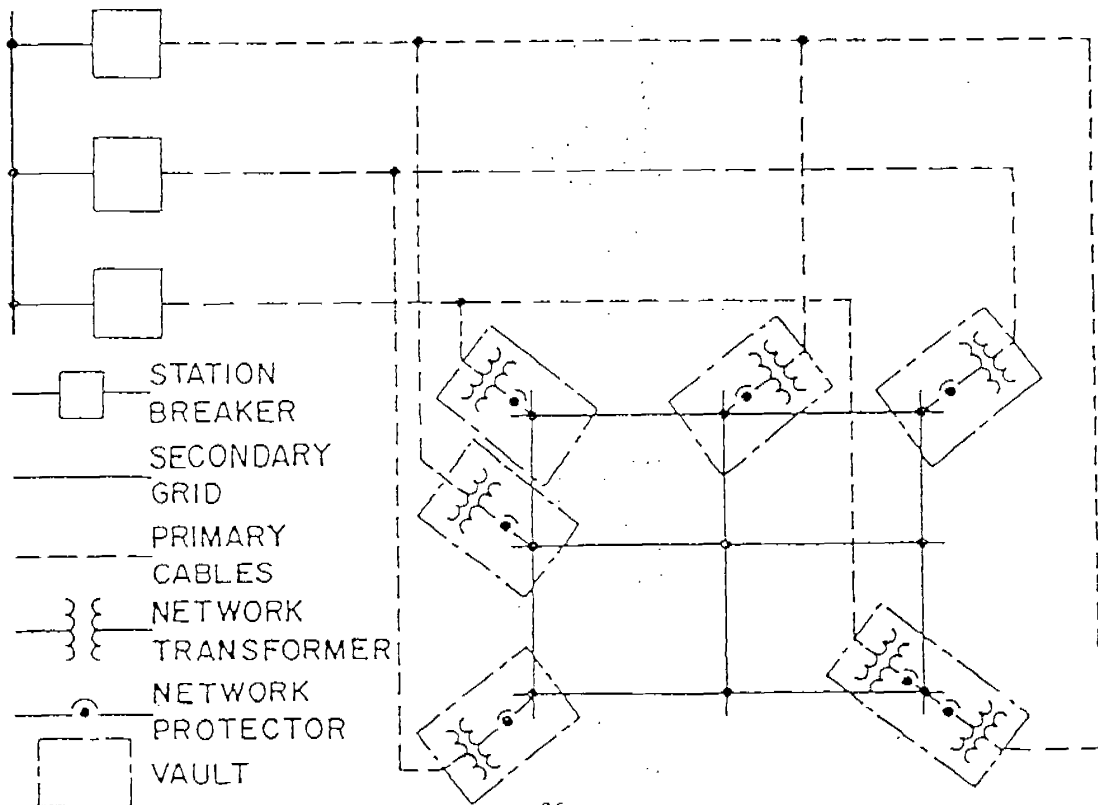 STATION
BREAKER
SECONDARY
GRID
PRIMARY
CABLES
NETWORK
TRANSFORMER
NETWORK
PROTECTOR
VAULT